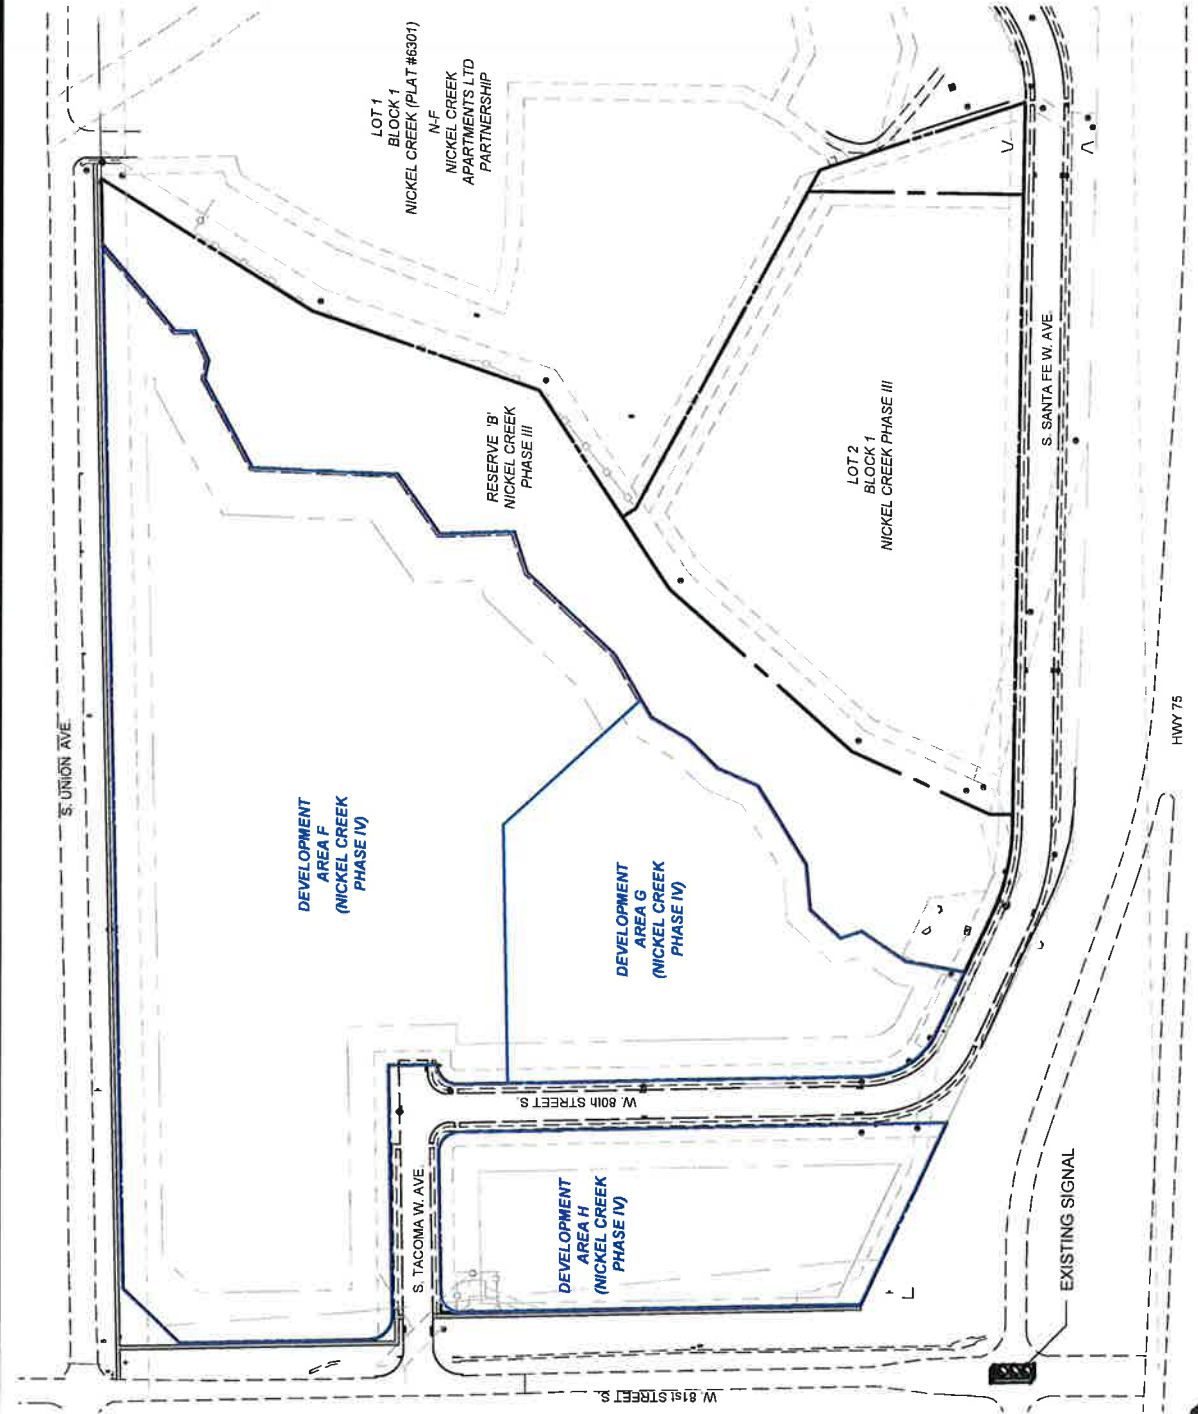 LOT 1
BLOCK 1
NICKEL CREEK (PLAT #6301)
N-F
NICKEL CREEK
APARTMENTS LTD
PARTNERSHIP
RESERVE 'B'
NICKEL CREEK
PHASE III
LOT 2
BLOCK 1
NICKEL CREEK PHASE III
S. SANTA FE W. AVE.
HWY 75
S. UNION AVE.
DEVELOPMENT
AREA F
(NICKEL CREEK
PHASE IV)
DEVELOPMENT
AREA G
(NICKEL CREEK
PHASE IV)
W. 80th STREET S.
S. TACOMA W. AVE.
DEVELOPMENT
AREA H
(NICKEL CREEK
PHASE IV)
EXISTING SIGNAL
W. 81st STREET S.